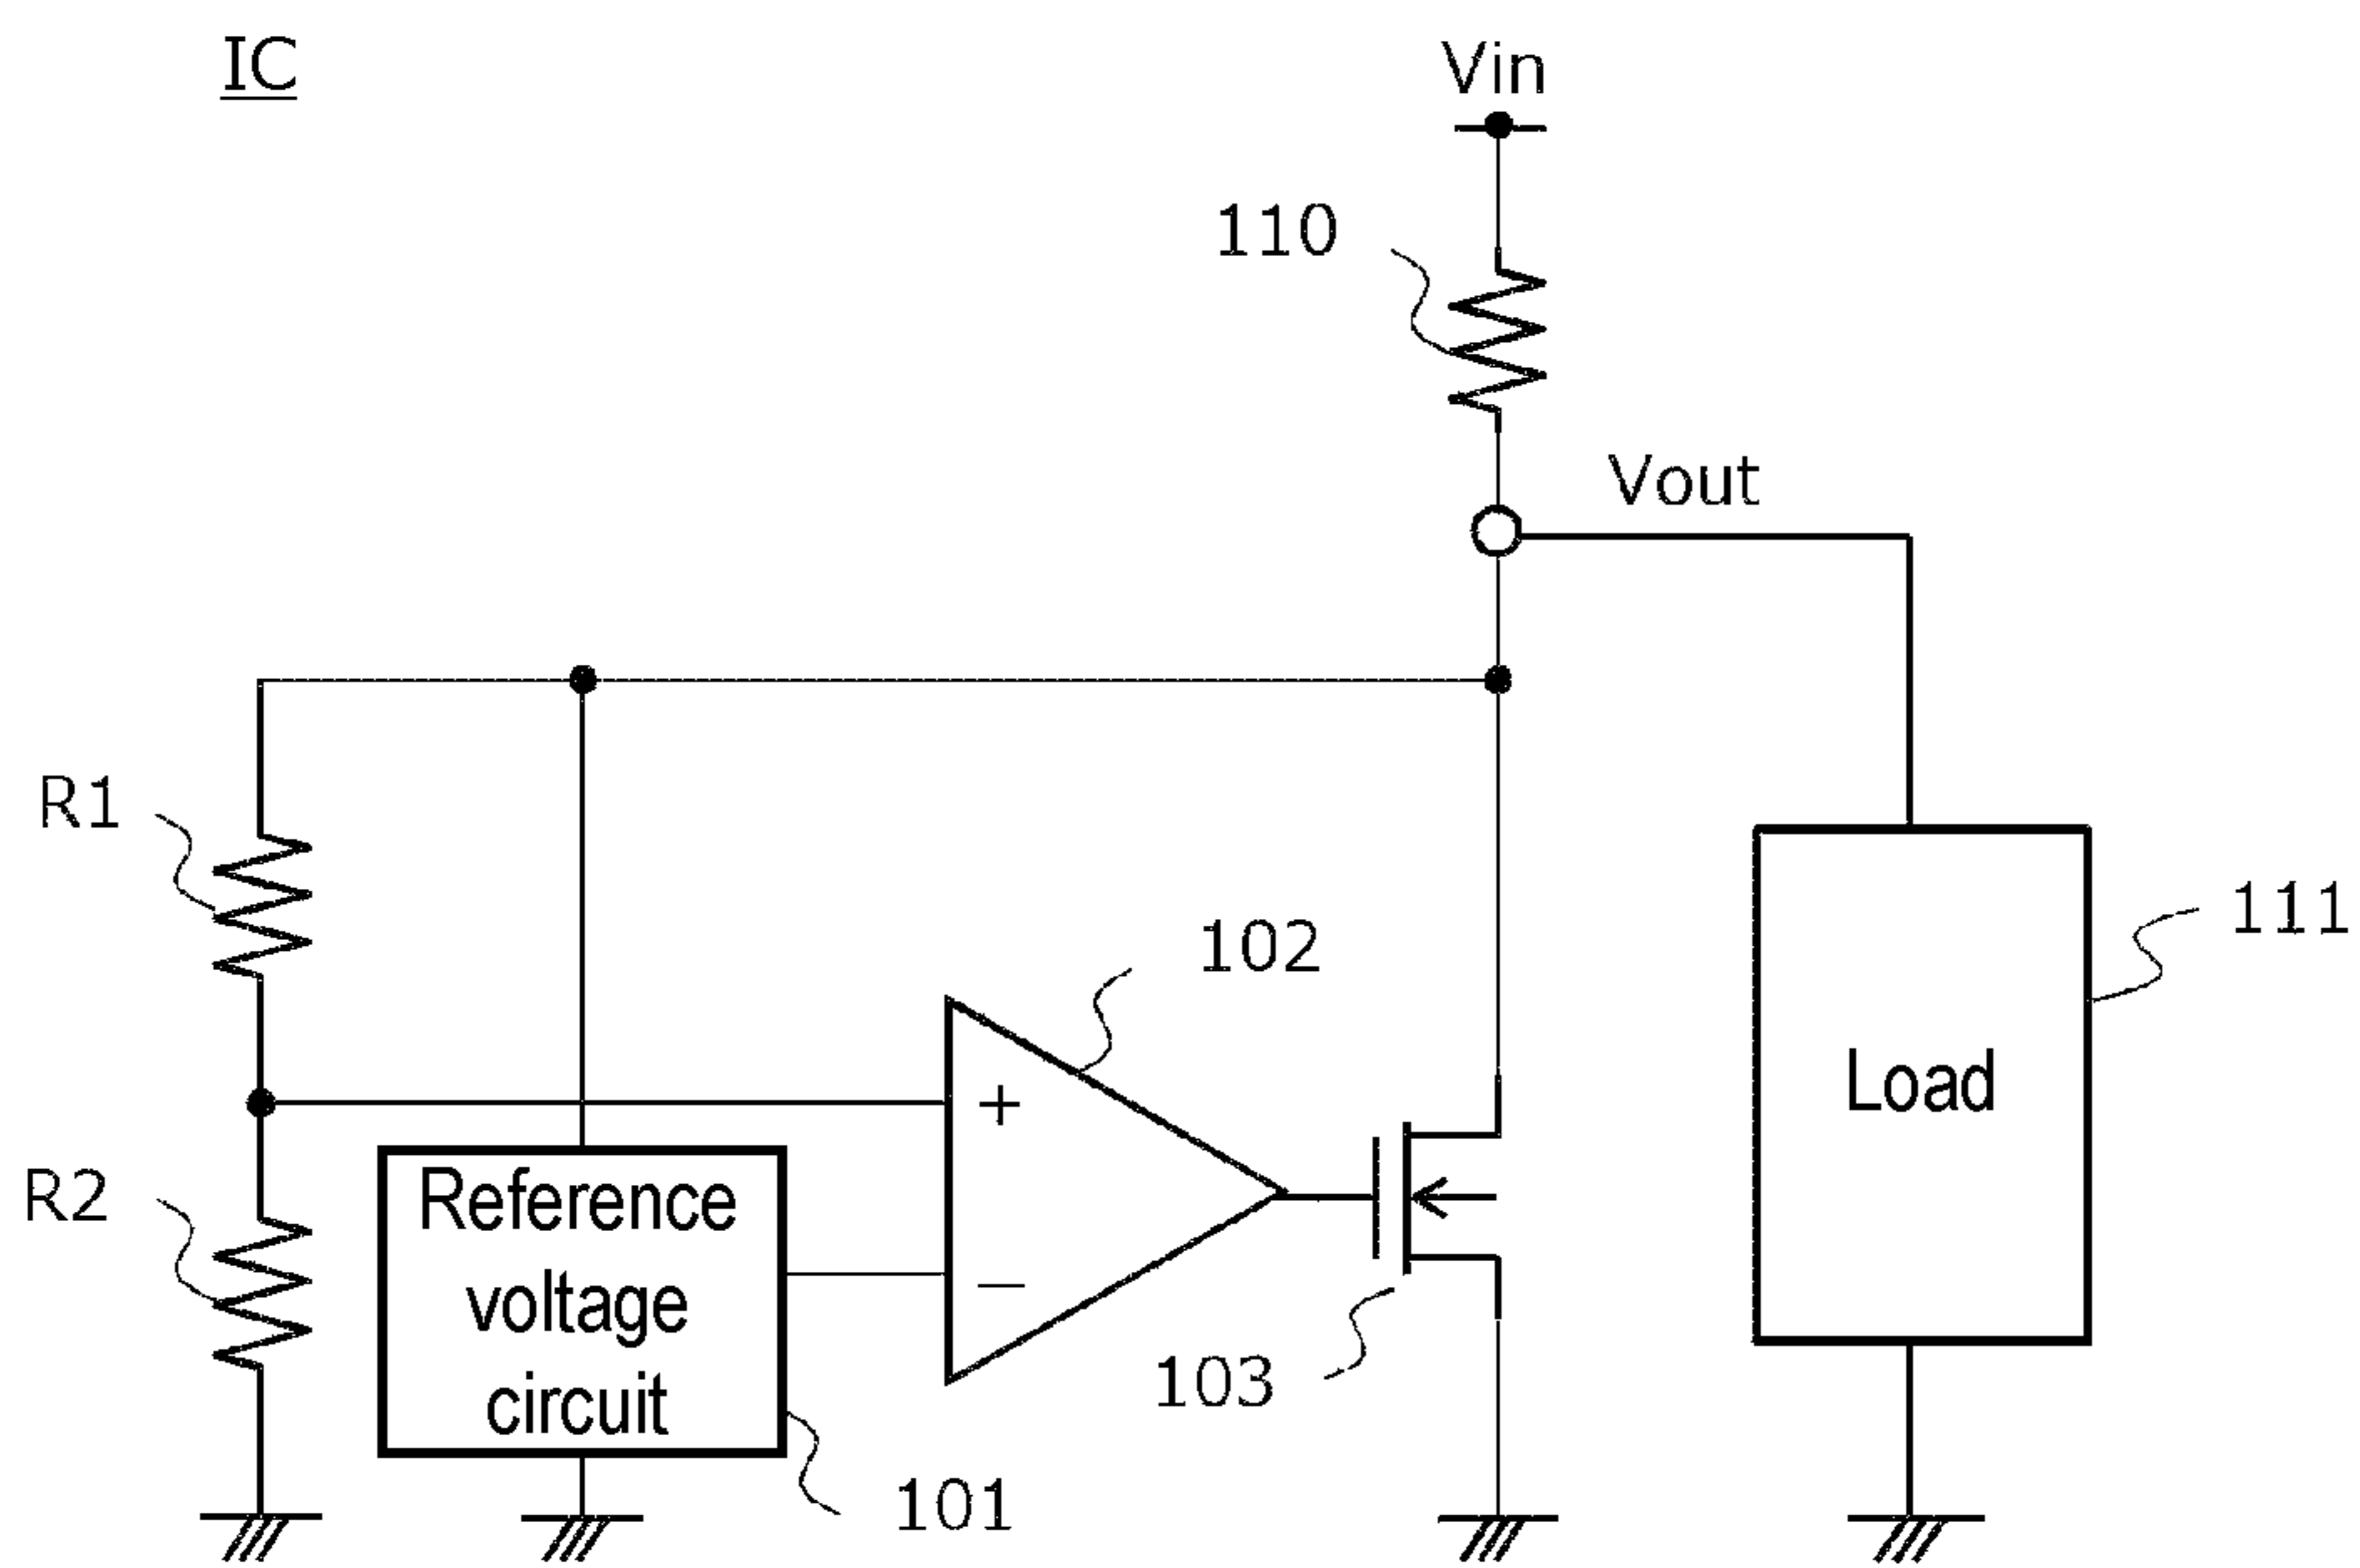 IC
Vin
110
Vout
R1
102
111
+
Load
R2
Reference
voltage
circuit
−
103
101